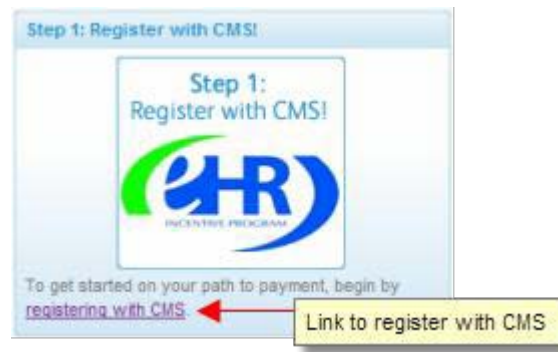 Step 1: Register with CMS!
Step 1:
Register with CMS!
eHR
INCENTIVE PROGRAM
To get started on your path to payment, begin by
registering with CMS.
Link to register with CMS